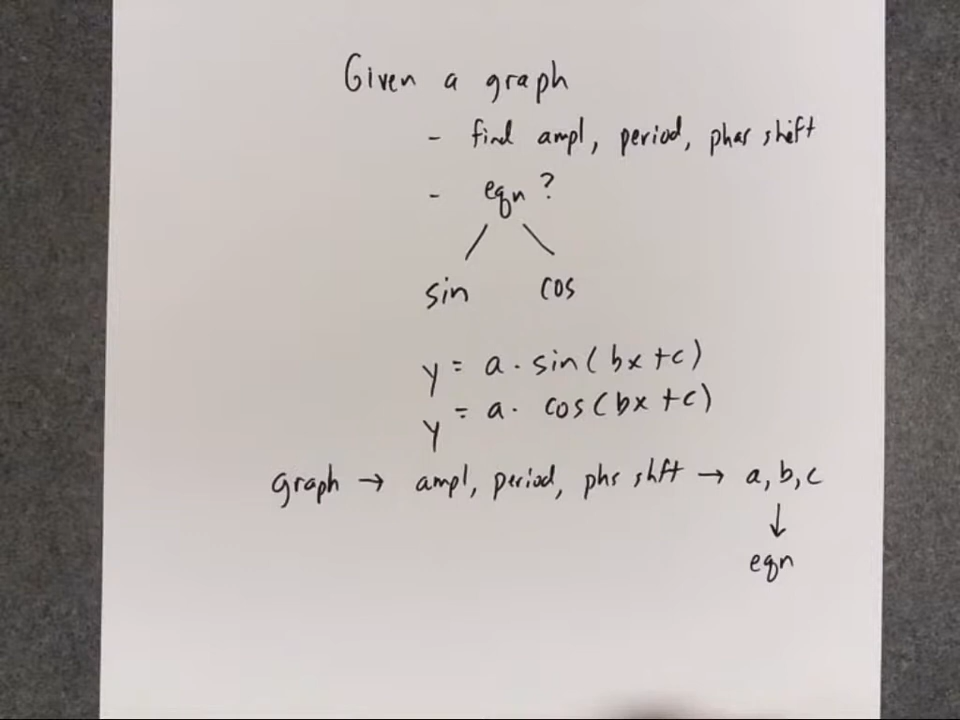 Given a graph
- find ampl, period, phas shift
- eqn?
sin cos
y = a · sin(bx+c)
y = a · cos(bx+c)
graph → ampl, period, phs shft → a, b, c
↓
eqn